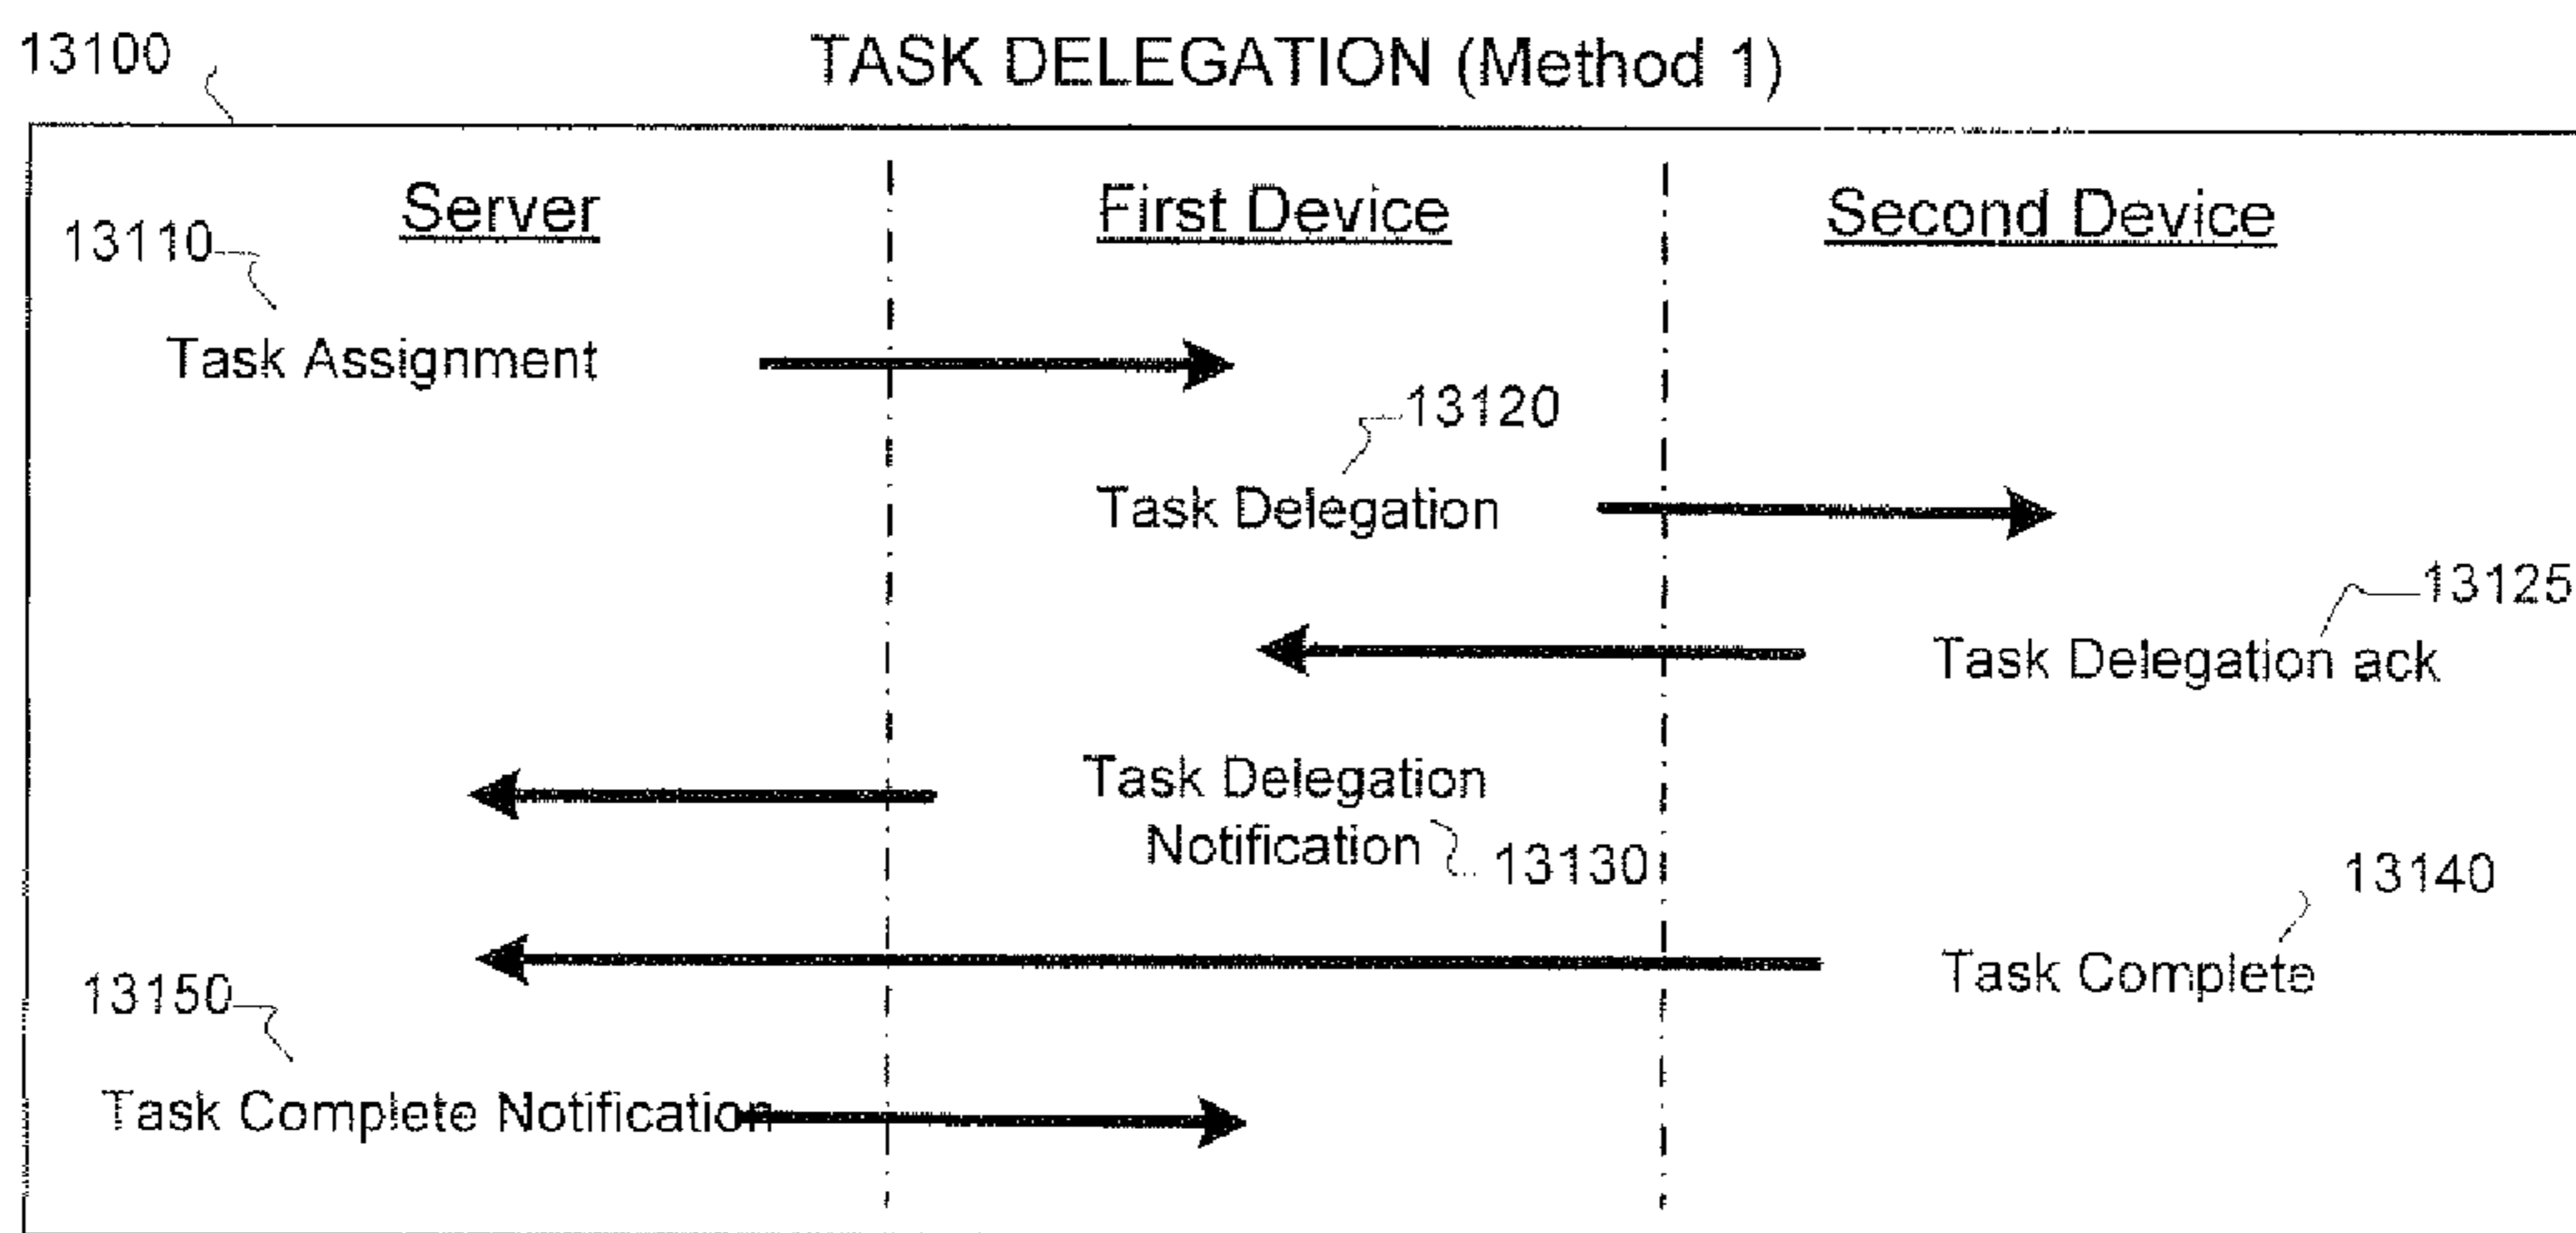 13100
TASK DELEGATION (Method 1)
Server
First Device
Second Device
13110
Task Assignment
13120
Task Delegation
13125
Task Delegation ack
Task Delegation
Notification
13130
13140
Task Complete
13150
Task Complete Notification